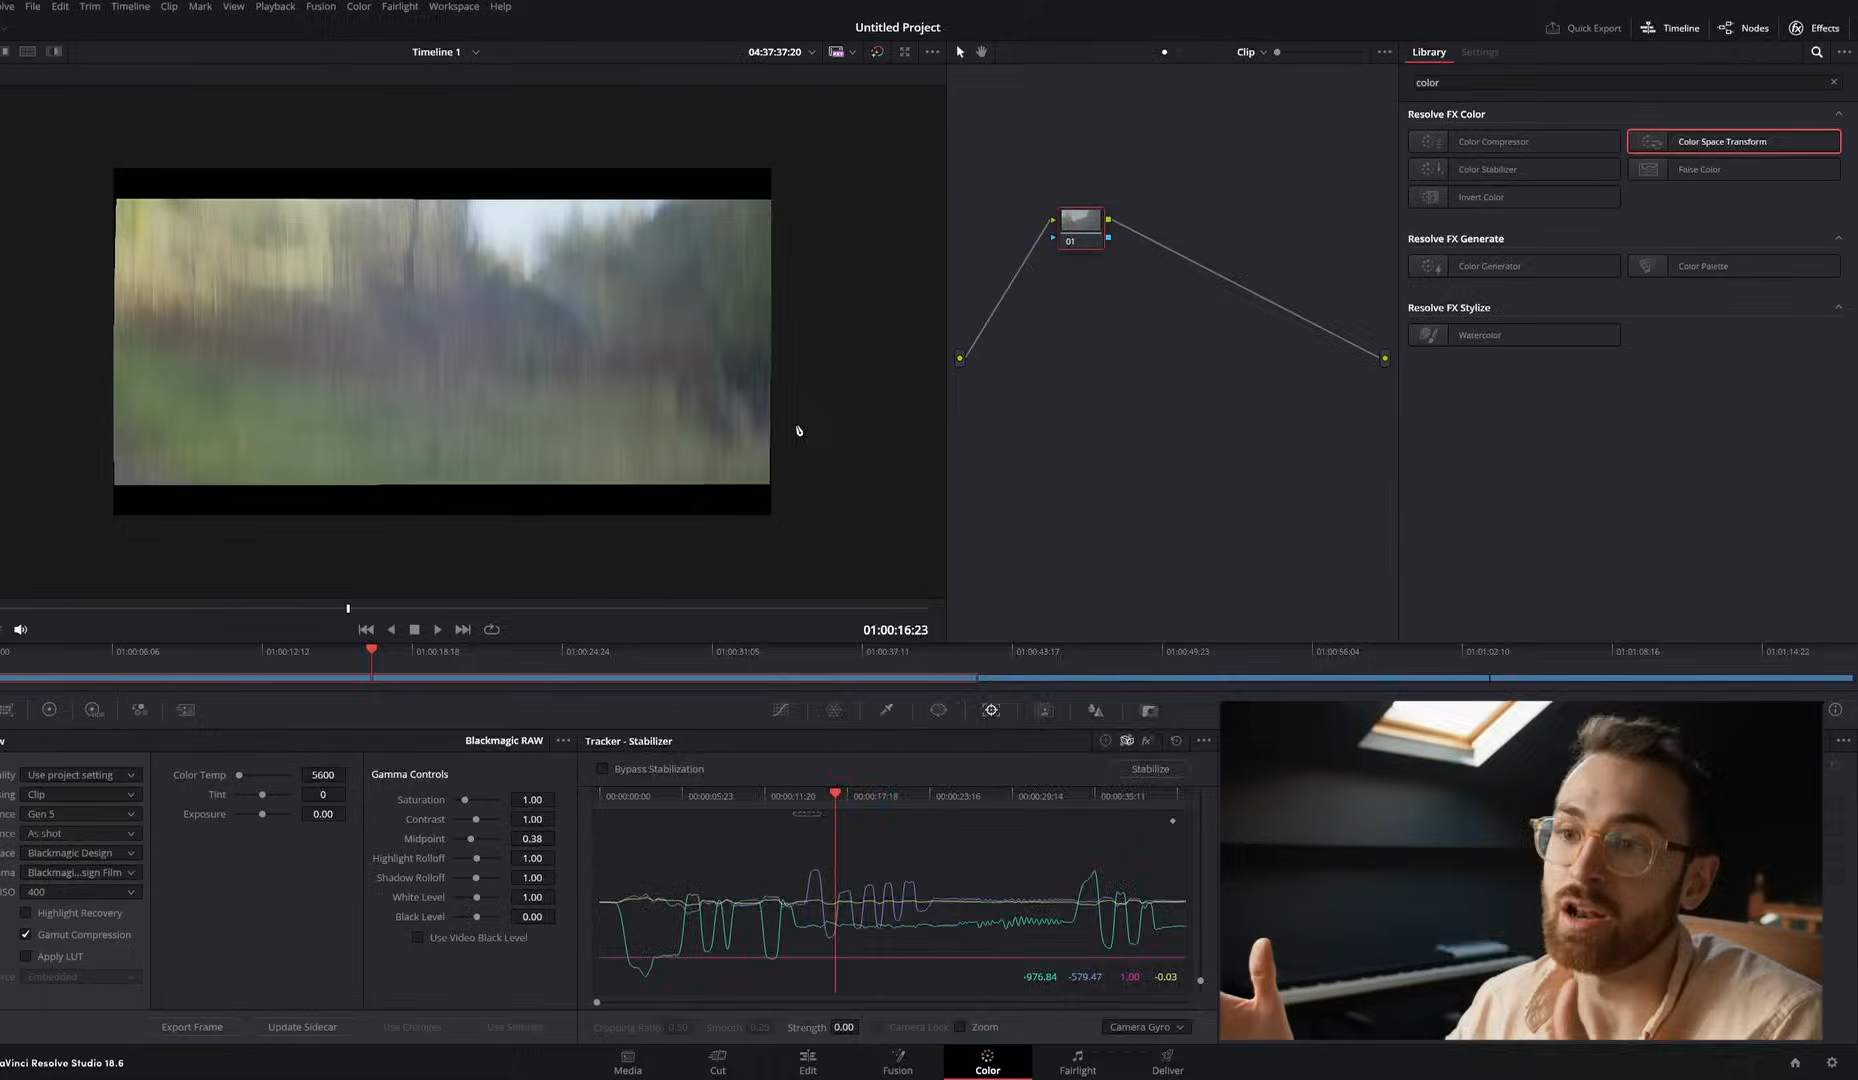 olve File Edit Trim Timeline Clip Mark View Playback Fusion Color Fairlight Workspace Help
Untitled Project
Quick Export Timeline Nodes Effects
Timeline 1 04:37:37:20 Clip Library Settings
color
Resolve FX Color
Color Compressor Color Space Transform
Color Stabilizer False Color
Invert Color
Resolve FX Generate
Color Generator Color Palette
Resolve FX Stylize
Watercolor
01
01:00:16:23
00 01:00:06:06 01:00:12:12 01:00:18:18 01:00:24:24 01:00:31:05 01:00:37:11 01:00:43:17 01:00:49:23 01:00:56:04 01:01:02:10 01:01:08:16 01:01:14:22
w Blackmagic RAW Tracker - Stabilizer
ality Use project setting
sing Clip
nce Gen 5
nce As shot
ace Blackmagic Design
ma Blackmagi...sign Film
ISO 400
Highlight Recovery
Gamut Compression
Apply LUT
rce Embedded
Color Temp 5600
Tint 0
Exposure 0.00
Gamma Controls
Saturation 1.00
Contrast 1.00
Midpoint 0.38
Highlight Rolloff 1.00
Shadow Rolloff 1.00
White Level 1.00
Black Level 0.00
Use Video Black Level
Bypass Stabilization Stabilize
00:00:00:00 00:00:05:23 00:00:11:20 00:00:17:18 00:00:23:16 00:00:29:14 00:00:35:11
-976.84 -579.47 1.00 -0.03
Export Frame Update Sidecar Use Changes Use Settings
Cropping Ratio 0.50 Smooth 0.25 Strength 0.00 Camera Lock Zoom Camera Gyro
aVinci Resolve Studio 18.6
Media Cut Edit Fusion Color Fairlight Deliver